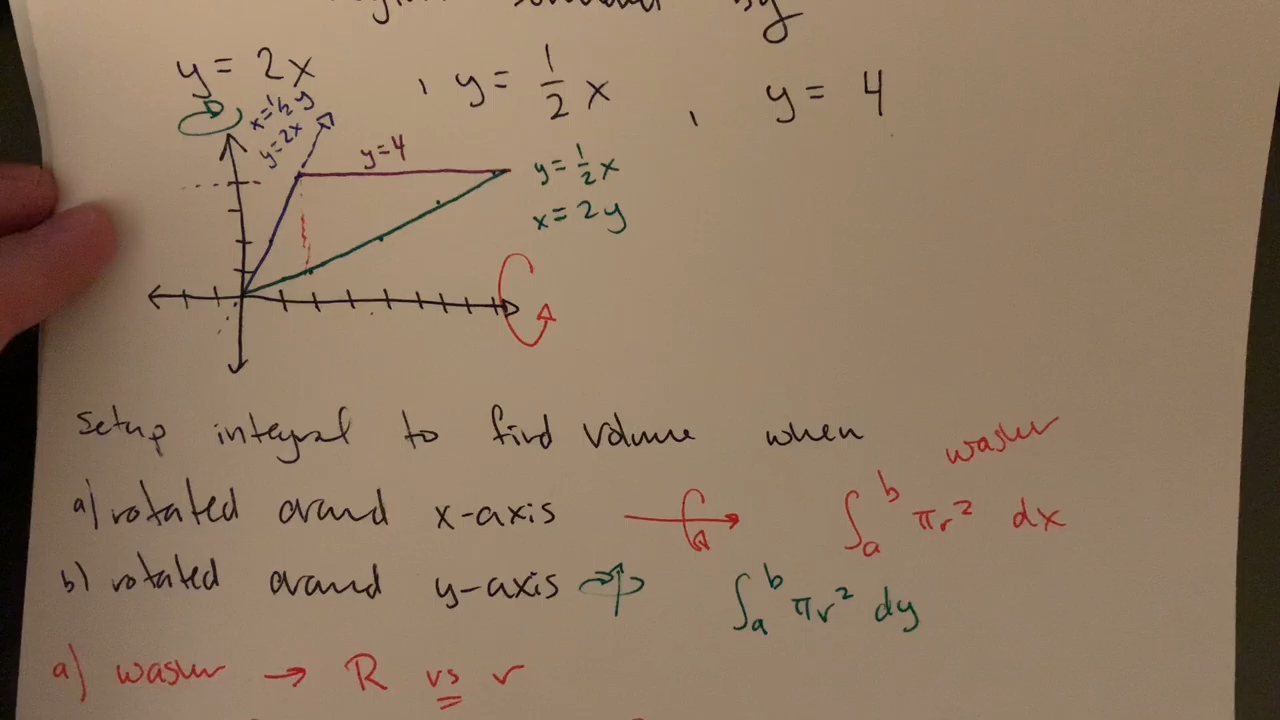 by
y = 2x , y = 1/2 x , y = 4
x = 1/2 y
y = 2x
y = 4
y = 1/2 x
x = 2y
Setup integral to find volume when
washer
a) rotated around x-axis ∫_a^b πr² dx
b) rotated around y-axis ∫_a^b πr² dy
a) washer → R vs r